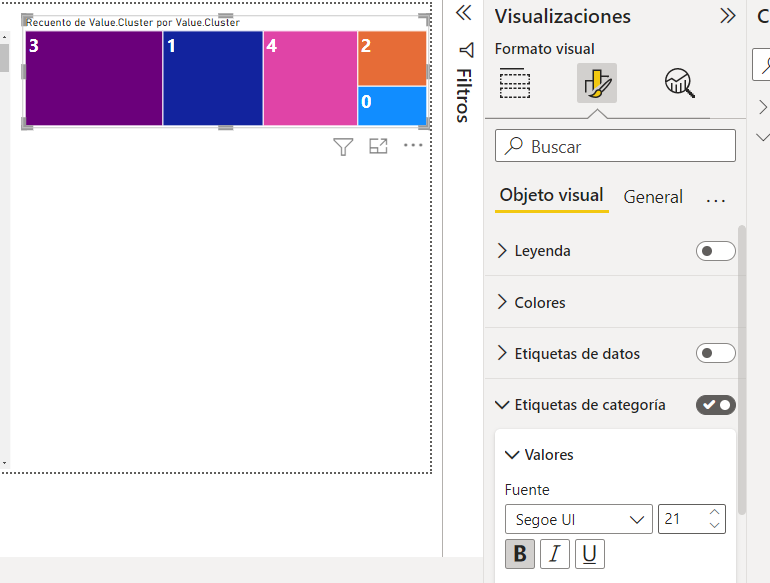 Recuento de Value.Cluster por Value.Cluster
3
1
4
2
0
Filtros
Visualizaciones
Formato visual
Buscar
Objeto visual
General
...
Leyenda
Colores
Etiquetas de datos
Etiquetas de categoría
Valores
Fuente
Segoe UI
21
B
I
U
C